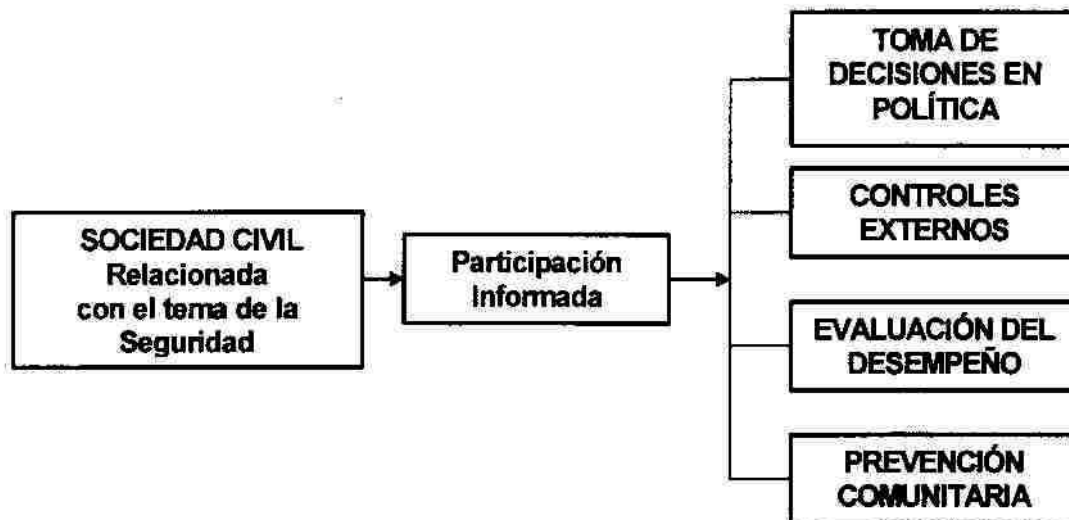 SOCIEDAD CIVIL
Relacionada
con el tema de la
Seguridad
Participación
Informada
TOMA DE
DECISIONES EN
POLÍTICA
CONTROLES
EXTERNOS
EVALUACIÓN DEL
DESEMPEÑO
PREVENCIÓN
COMUNITARIA